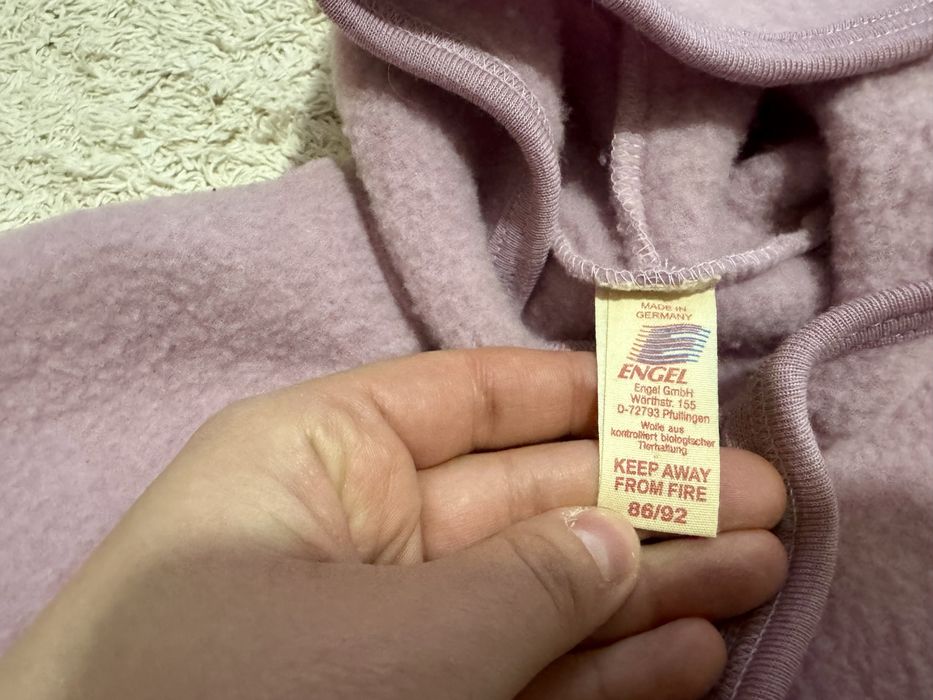 MADE IN
GERMANY
ENGEL
Engel GmbH
Wörthstr. 155
D-72793 Pfullingen
Wolle aus
kontrolliert biologischer
Tierhaltung
KEEP AWAY
FROM FIRE
86/92